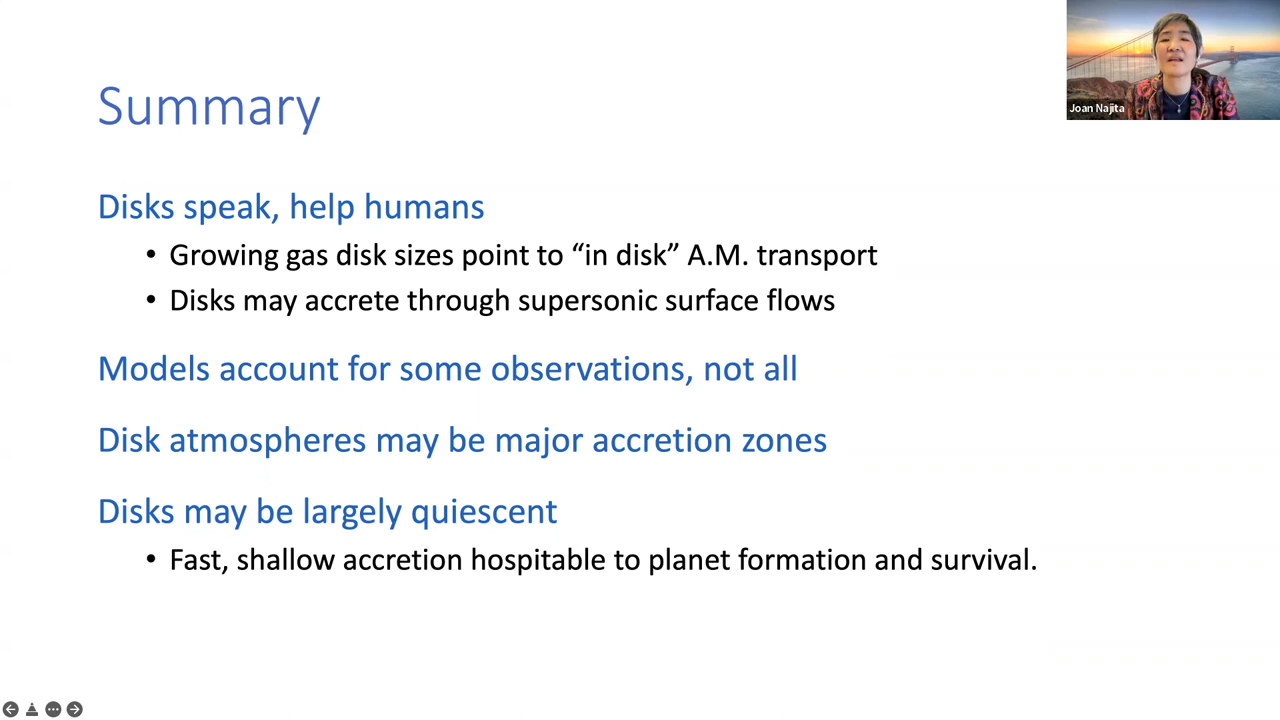 Joan Najita
Summary
Disks speak, help humans
• Growing gas disk sizes point to “in disk” A.M. transport
• Disks may accrete through supersonic surface flows
Models account for some observations, not all
Disk atmospheres may be major accretion zones
Disks may be largely quiescent
• Fast, shallow accretion hospitable to planet formation and survival.